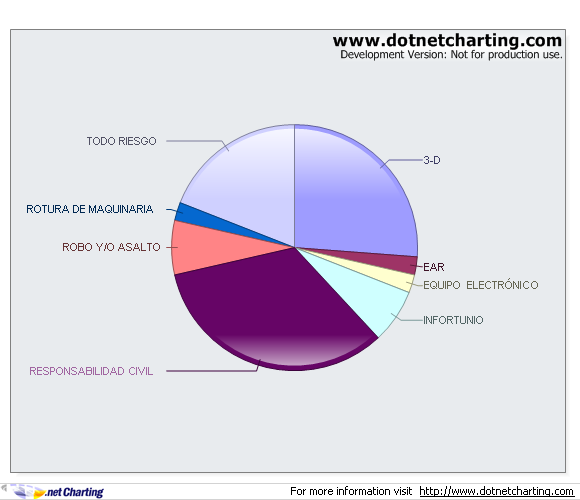 www.dotnetcharting.com
Development Version: Not for production use.
TODO RIESGO
3-D
ROTURA DE MAQUINARIA
ROBO Y/O ASALTO
EAR
EQUIPO ELECTRÓNICO
INFORTUNIO
RESPONSABILIDAD CIVIL
.net Charting
For more information visit http://www.dotnetcharting.com